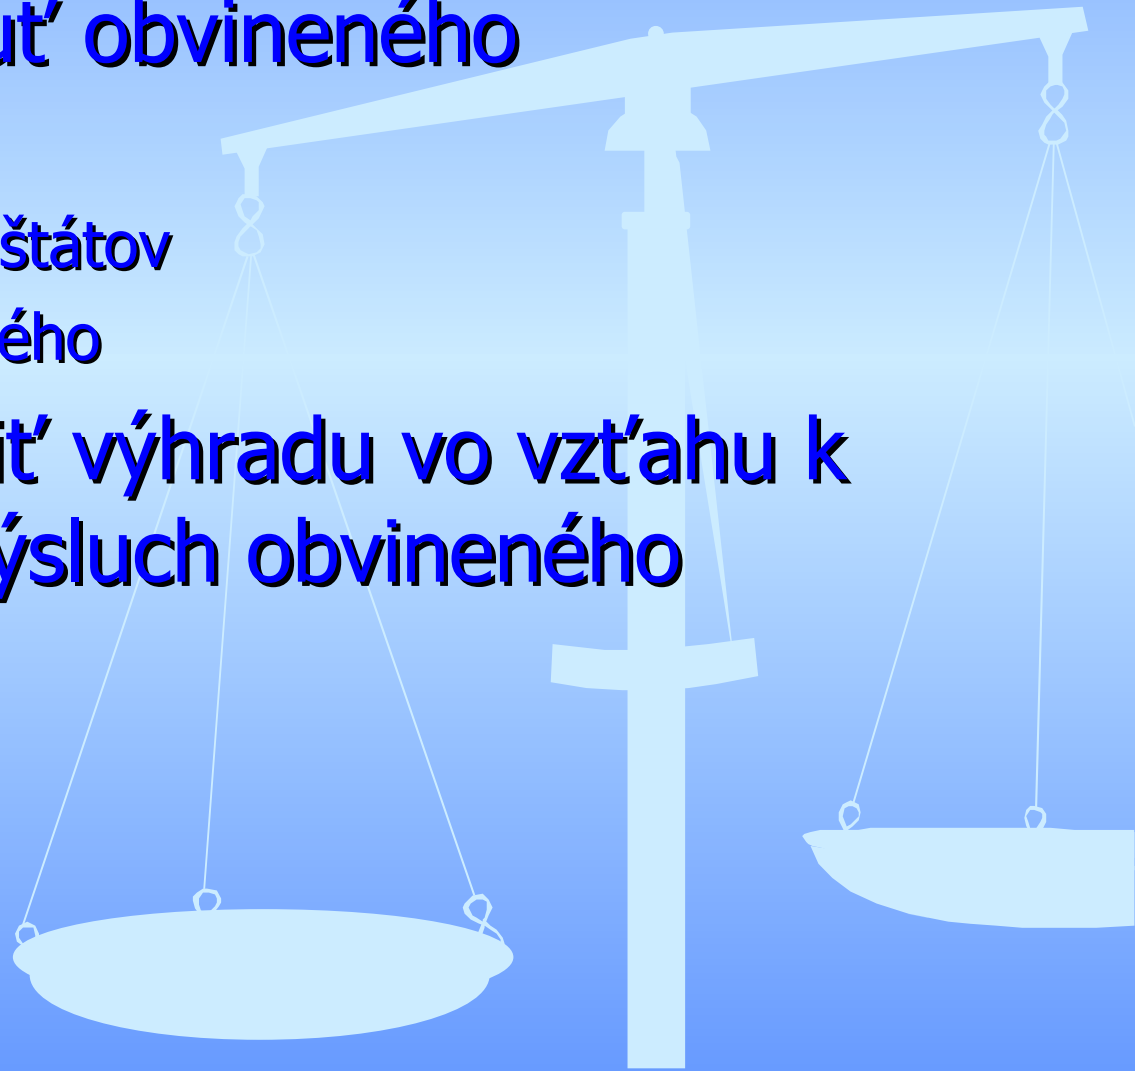 uť obvineného
štátov
ého
iť výhradu vo vzťahu k
ýsluch obvineného